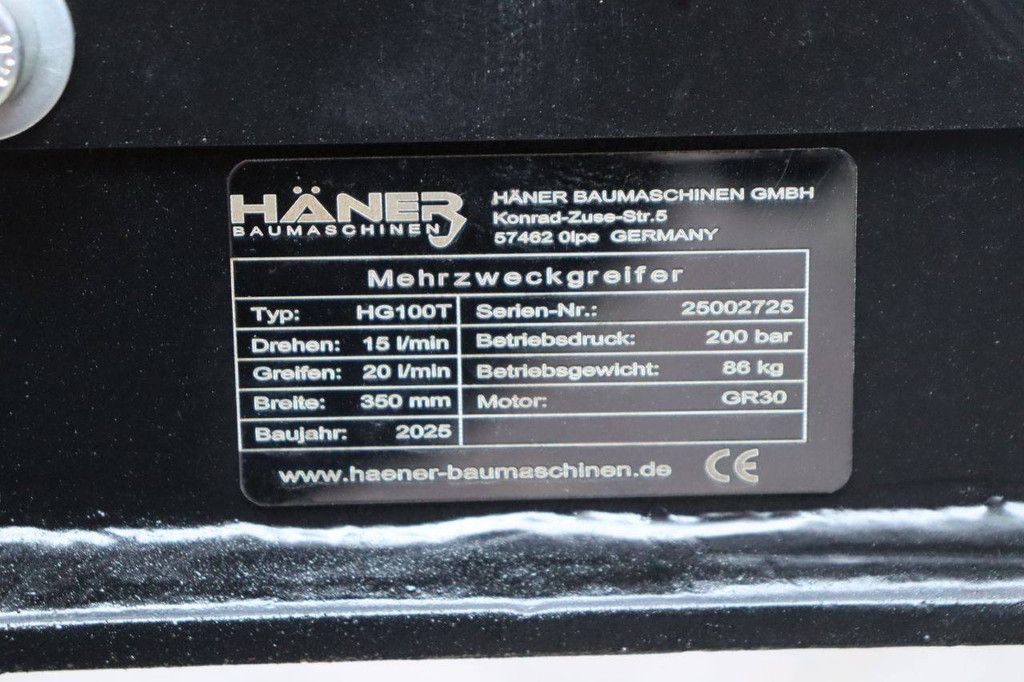 HÄNER
BAUMASCHINEN
HÄNER BAUMASCHINEN GMBH
Konrad-Zuse-Str.5
57462 Olpe GERMANY
Mehrzweckgreifer
Typ: HG100T Serien-Nr.: 25002725
Drehen: 15 l/min Betriebsdruck: 200 bar
Greifen: 20 l/min Betriebsgewicht: 86 kg
Breite: 350 mm Motor: GR30
Baujahr: 2025
www.haener-baumaschinen.de CE